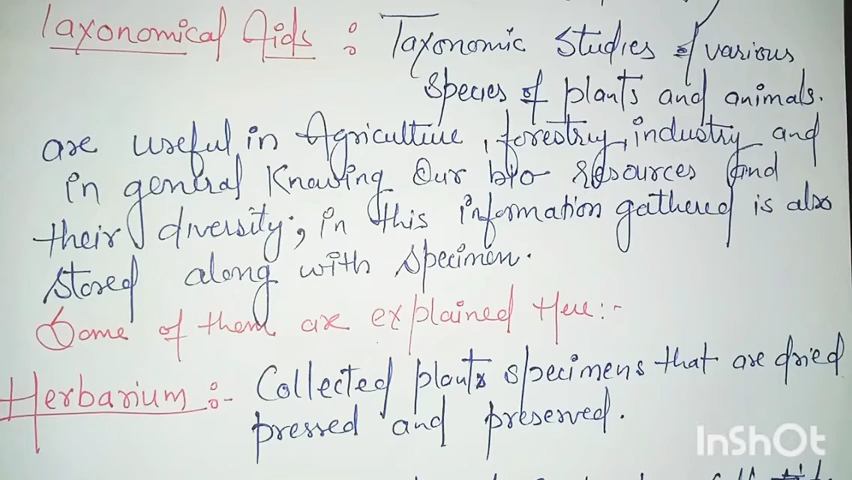 Taxonomical Aids : Taxonomic Studies of various
Species of plants and animals.
are useful in Agriculture, forestry, industry and
in general Knowing Our bio resources and
their diversity; in this information gathered is also
Stored along with Specimen.
Some of them are explained Here:-
Herbarium :- Collected plants specimens that are dried
pressed and preserved.
InShOt